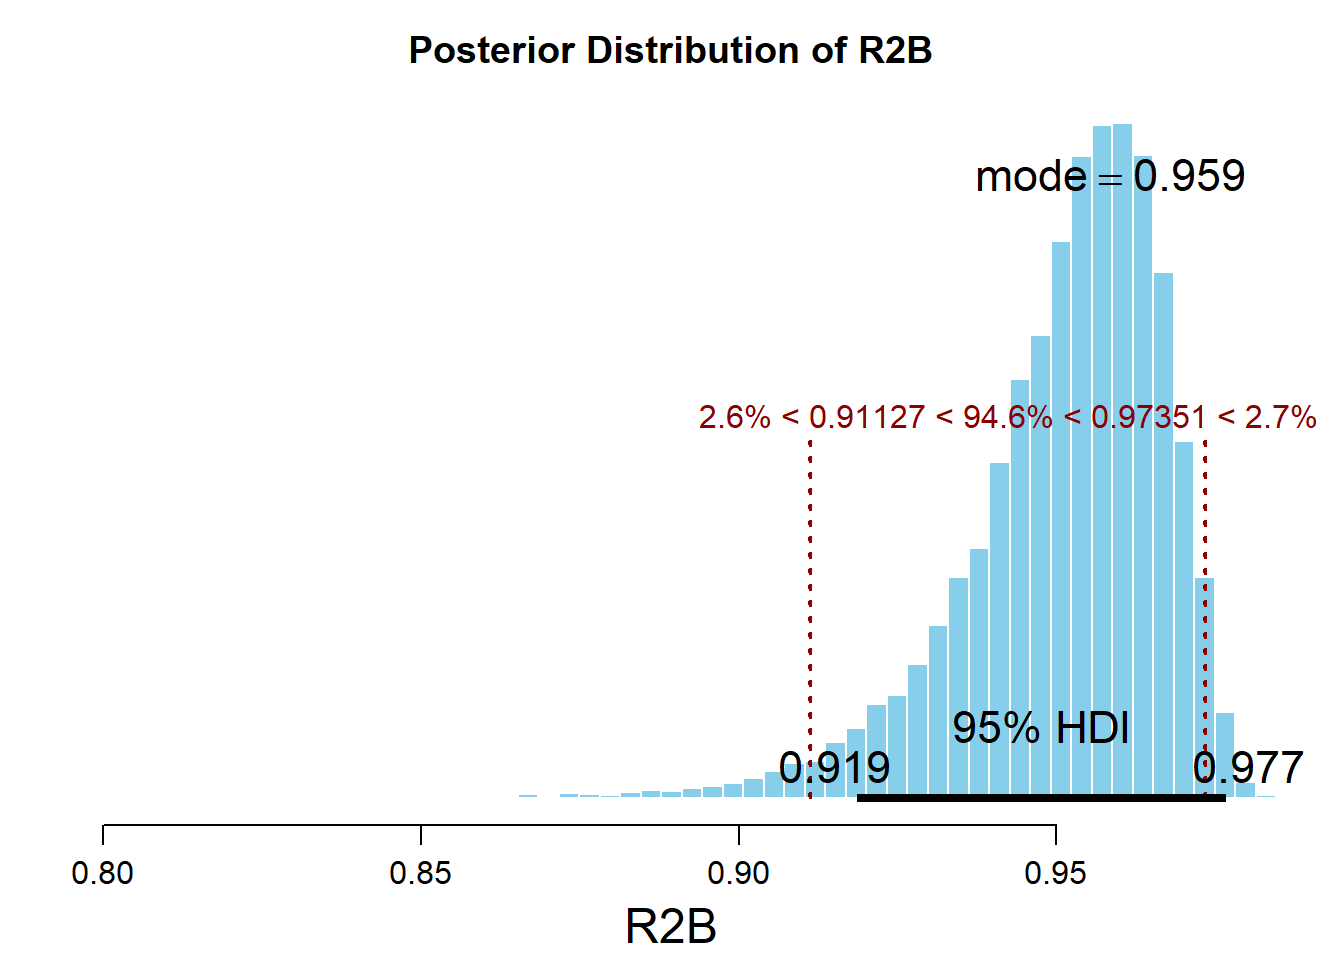 Posterior Distribution of R2B
mode = 0.959
2.6% < 0.91127 < 94.6% < 0.97351 < 2.7%
95% HDI
0.919 0.977
0.80 0.85 0.90 0.95
R2B